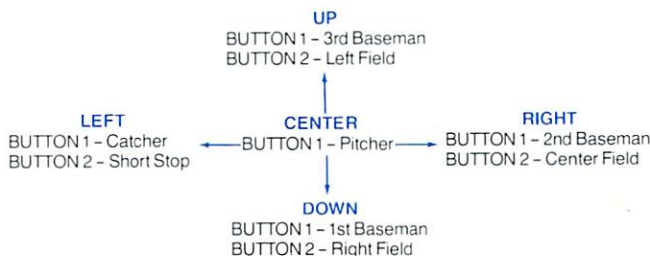 UP
BUTTON 1 – 3rd Baseman
BUTTON 2 – Left Field
LEFT
BUTTON 1 – Catcher
BUTTON 2 – Short Stop
CENTER
BUTTON 1 – Pitcher
RIGHT
BUTTON 1 – 2nd Baseman
BUTTON 2 – Center Field
DOWN
BUTTON 1 – 1st Baseman
BUTTON 2 – Right Field